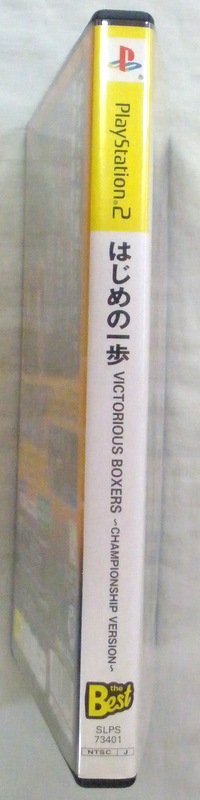 PlayStation®2
はじめの一歩 VICTORIOUS BOXERS ~CHAMPIONSHIP VERSION~
the Best
SLPS
73401
NTSC J